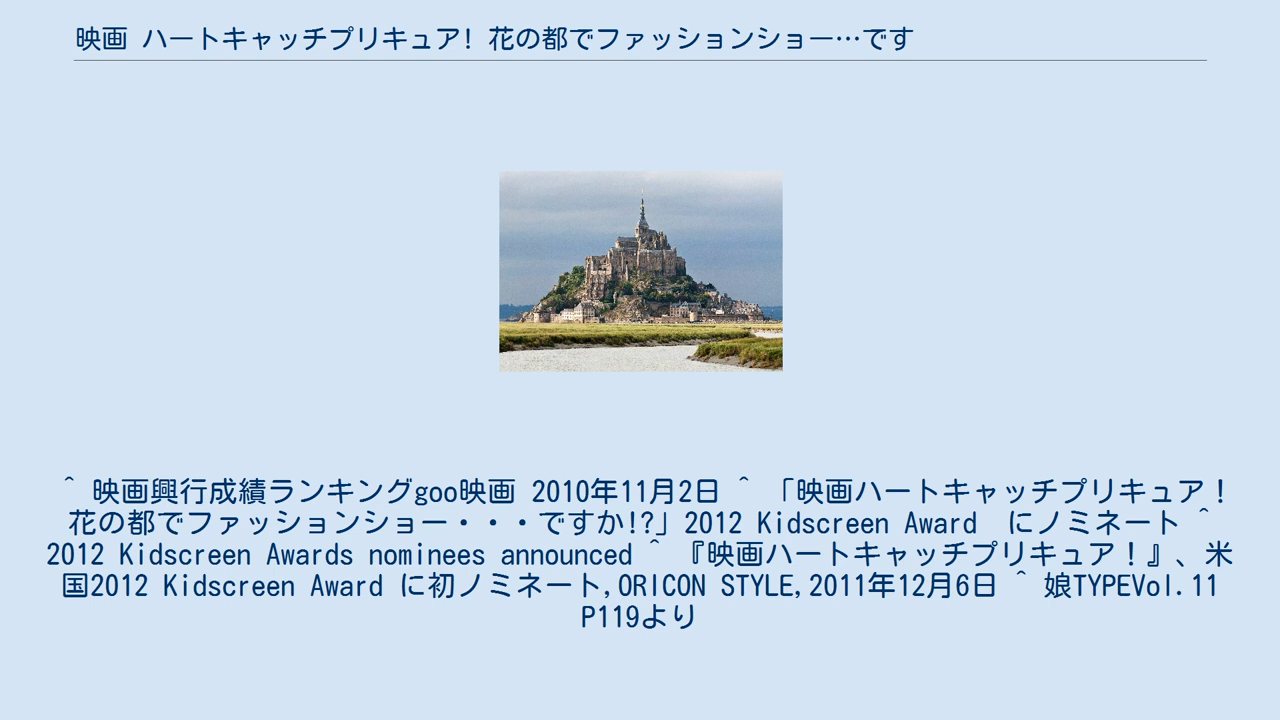 映画 ハートキャッチプリキュア! 花の都でファッションショー…です
^ 映画興行成績ランキングgoo映画 2010年11月2日 ^ 「映画ハートキャッチプリキュア！
花の都でファッションショー・・・ですか!?」2012 Kidscreen Award　にノミネート ^
2012 Kidscreen Awards nominees announced ^ 『映画ハートキャッチプリキュア！』、米
国2012 Kidscreen Award に初ノミネート,ORICON STYLE,2011年12月6日 ^ 娘TYPEVol.11
P119より